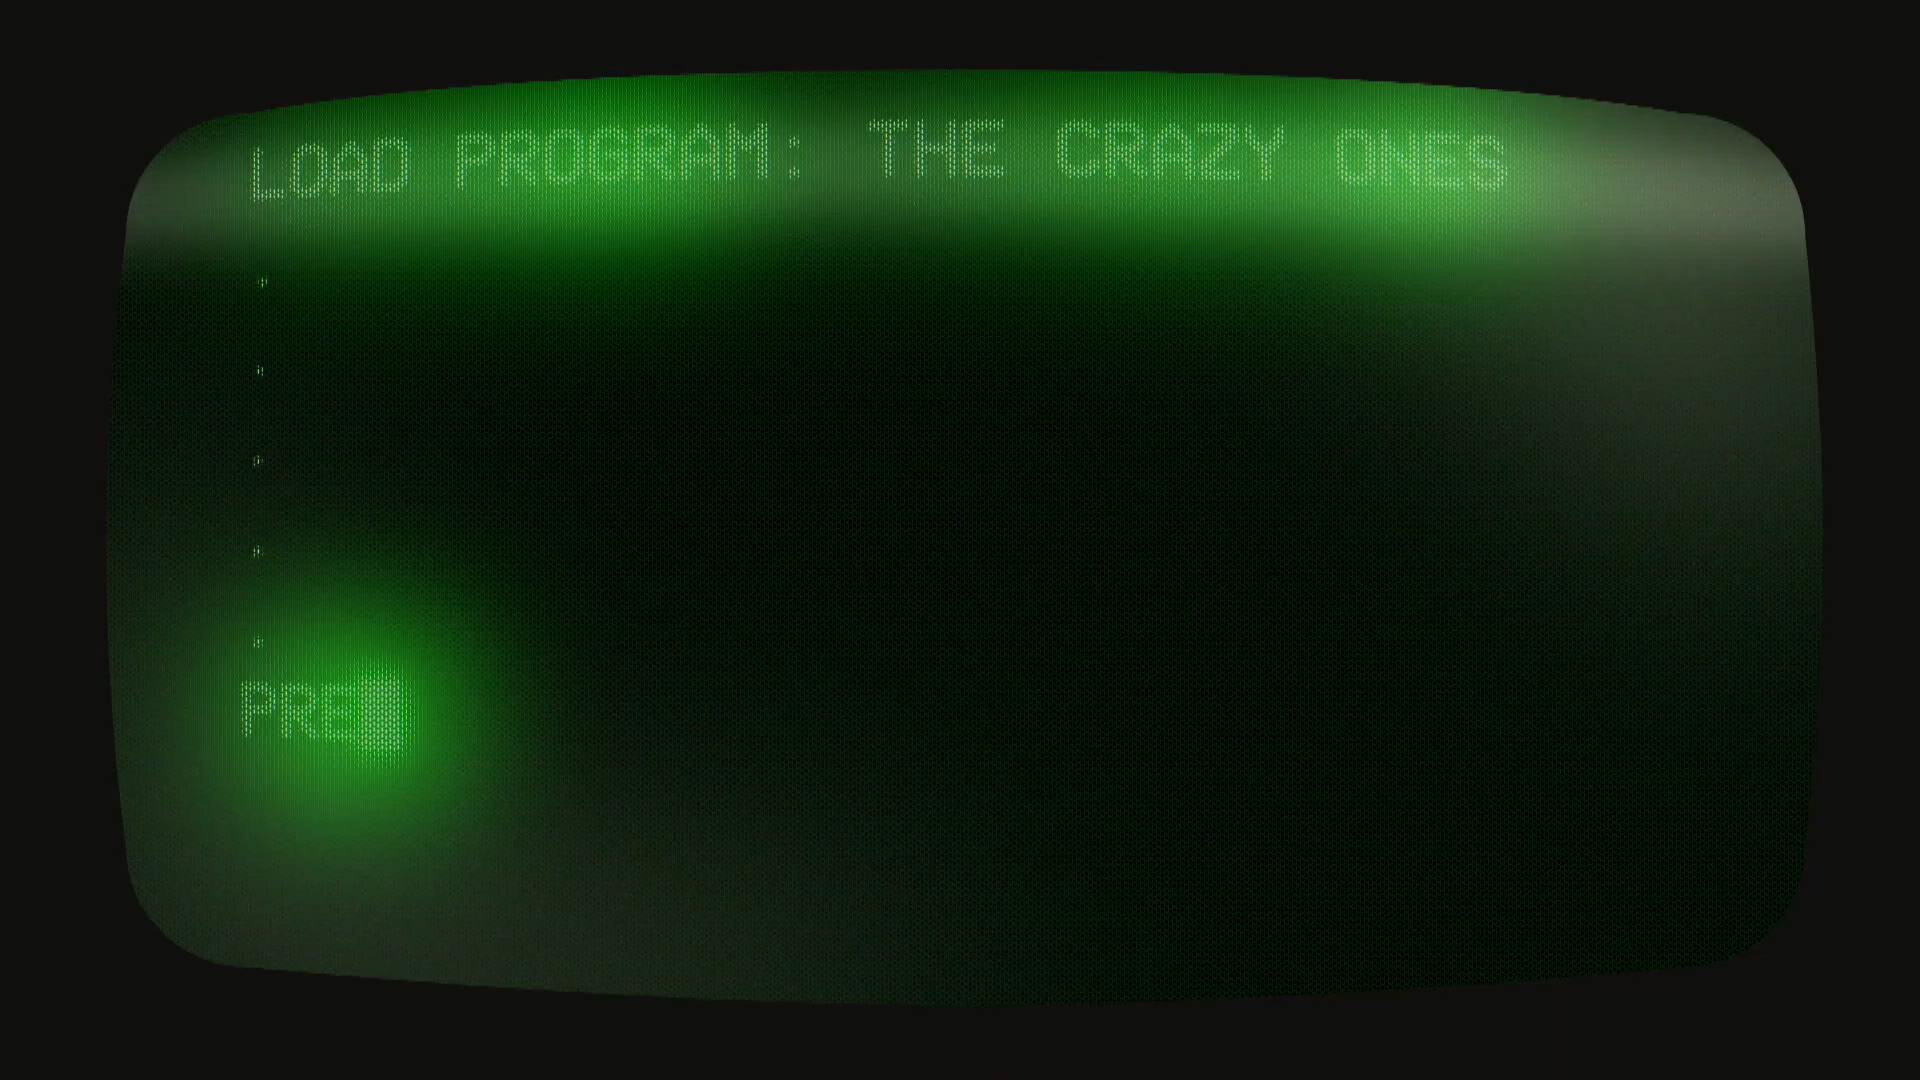 LOAD PROGRAM: THE CRAZY ONES
.
.
.
.
.
PRE